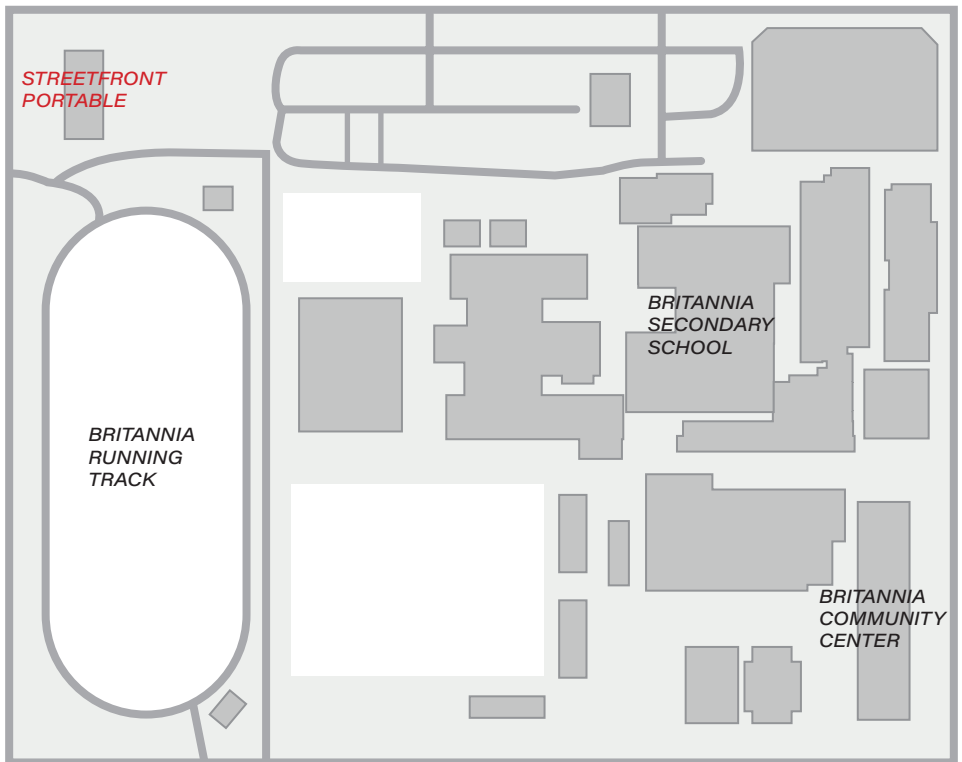 STREETFRONT
PORTABLE
BRITANNIA
SECONDARY
SCHOOL
BRITANNIA
RUNNING
TRACK
BRITANNIA
COMMUNITY
CENTER